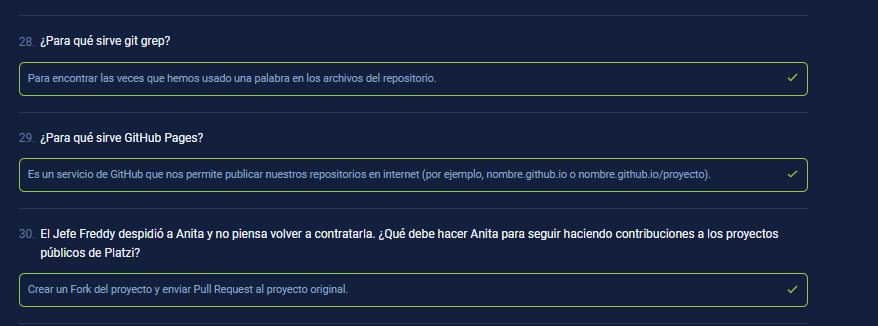 28. ¿Para qué sirve git grep?
Para encontrar las veces que hemos usado una palabra en los archivos del repositorio.
29. ¿Para qué sirve GitHub Pages?
Es un servicio de GitHub que nos permite publicar nuestros repositorios en internet (por ejemplo, nombre.github.io o nombre.github.io/proyecto).
30. El Jefe Freddy despidió a Anita y no piensa volver a contratarla. ¿Qué debe hacer Anita para seguir haciendo contribuciones a los proyectos
públicos de Platzi?
Crear un Fork del proyecto y enviar Pull Request al proyecto original.